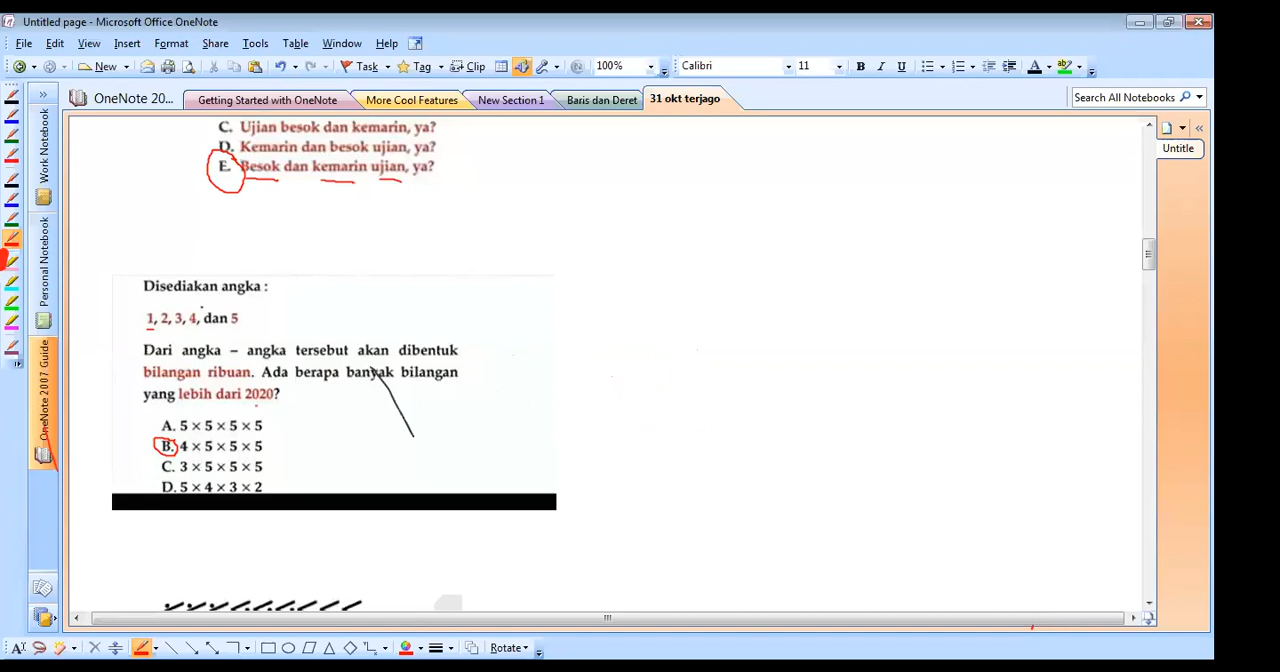 Untitled page - Microsoft Office OneNote
File Edit View Insert Format Share Tools Table Window Help
New Task Tag Clip 100% Calibri 11 B I U A ab
OneNote 20... Getting Started with OneNote More Cool Features New Section 1 Baris dan Deret 31 okt terjago Search All Notebooks
Untitle
Work Notebook
Personal Notebook
OneNote 2007 Guide
C. Ujian besok dan kemarin, ya?
D. Kemarin dan besok ujian, ya?
E. Besok dan kemarin ujian, ya?
Disediakan angka :
1, 2, 3, 4, dan 5
Dari angka – angka tersebut akan dibentuk
bilangan ribuan. Ada berapa banyak bilangan
yang lebih dari 2020?
A. 5 × 5 × 5 × 5
B. 4 × 5 × 5 × 5
C. 3 × 5 × 5 × 5
D. 5 × 4 × 3 × 2
Rotate